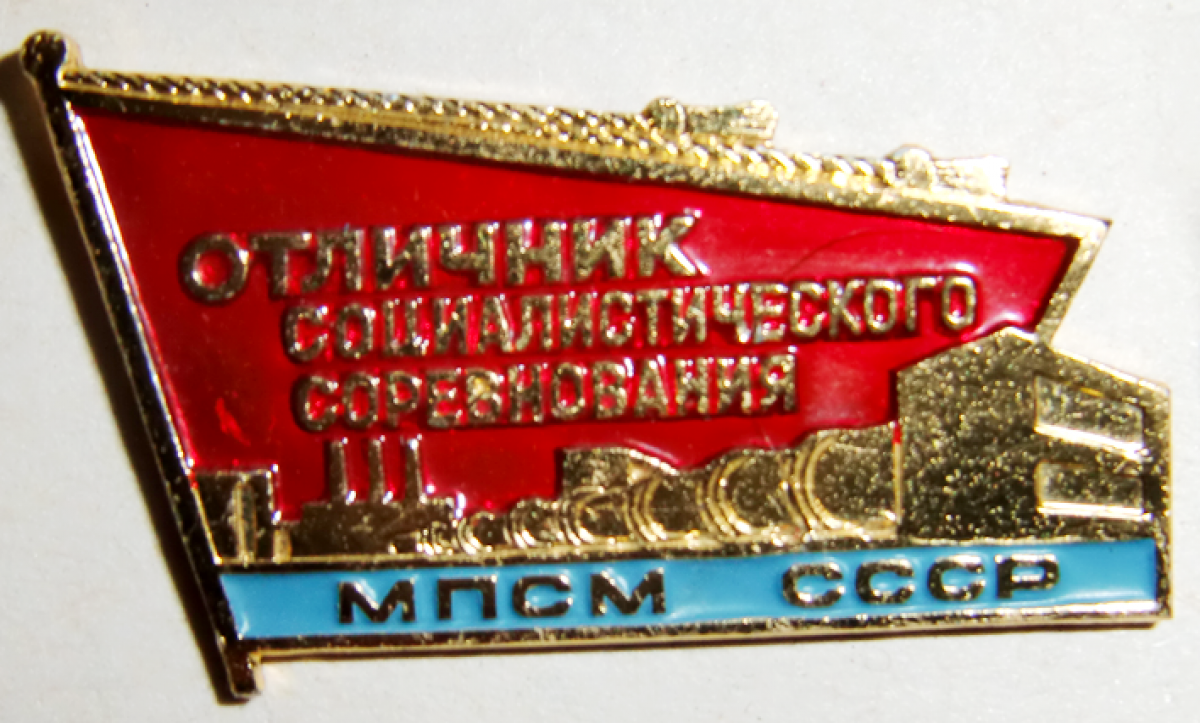 ОТЛИЧНИК
СОЦИАЛИСТИЧЕСКОГО
СОРЕВНОВАНИЯ
МПСМ СССР